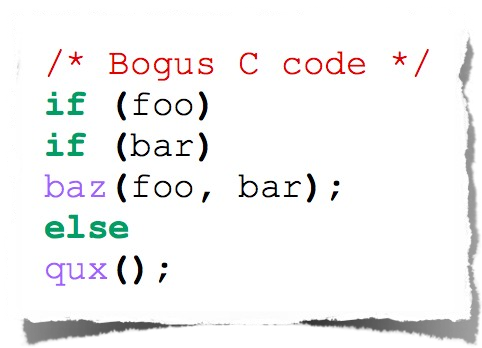 /* Bogus C code */
if (foo)
if (bar)
baz(foo, bar);
else
qux();